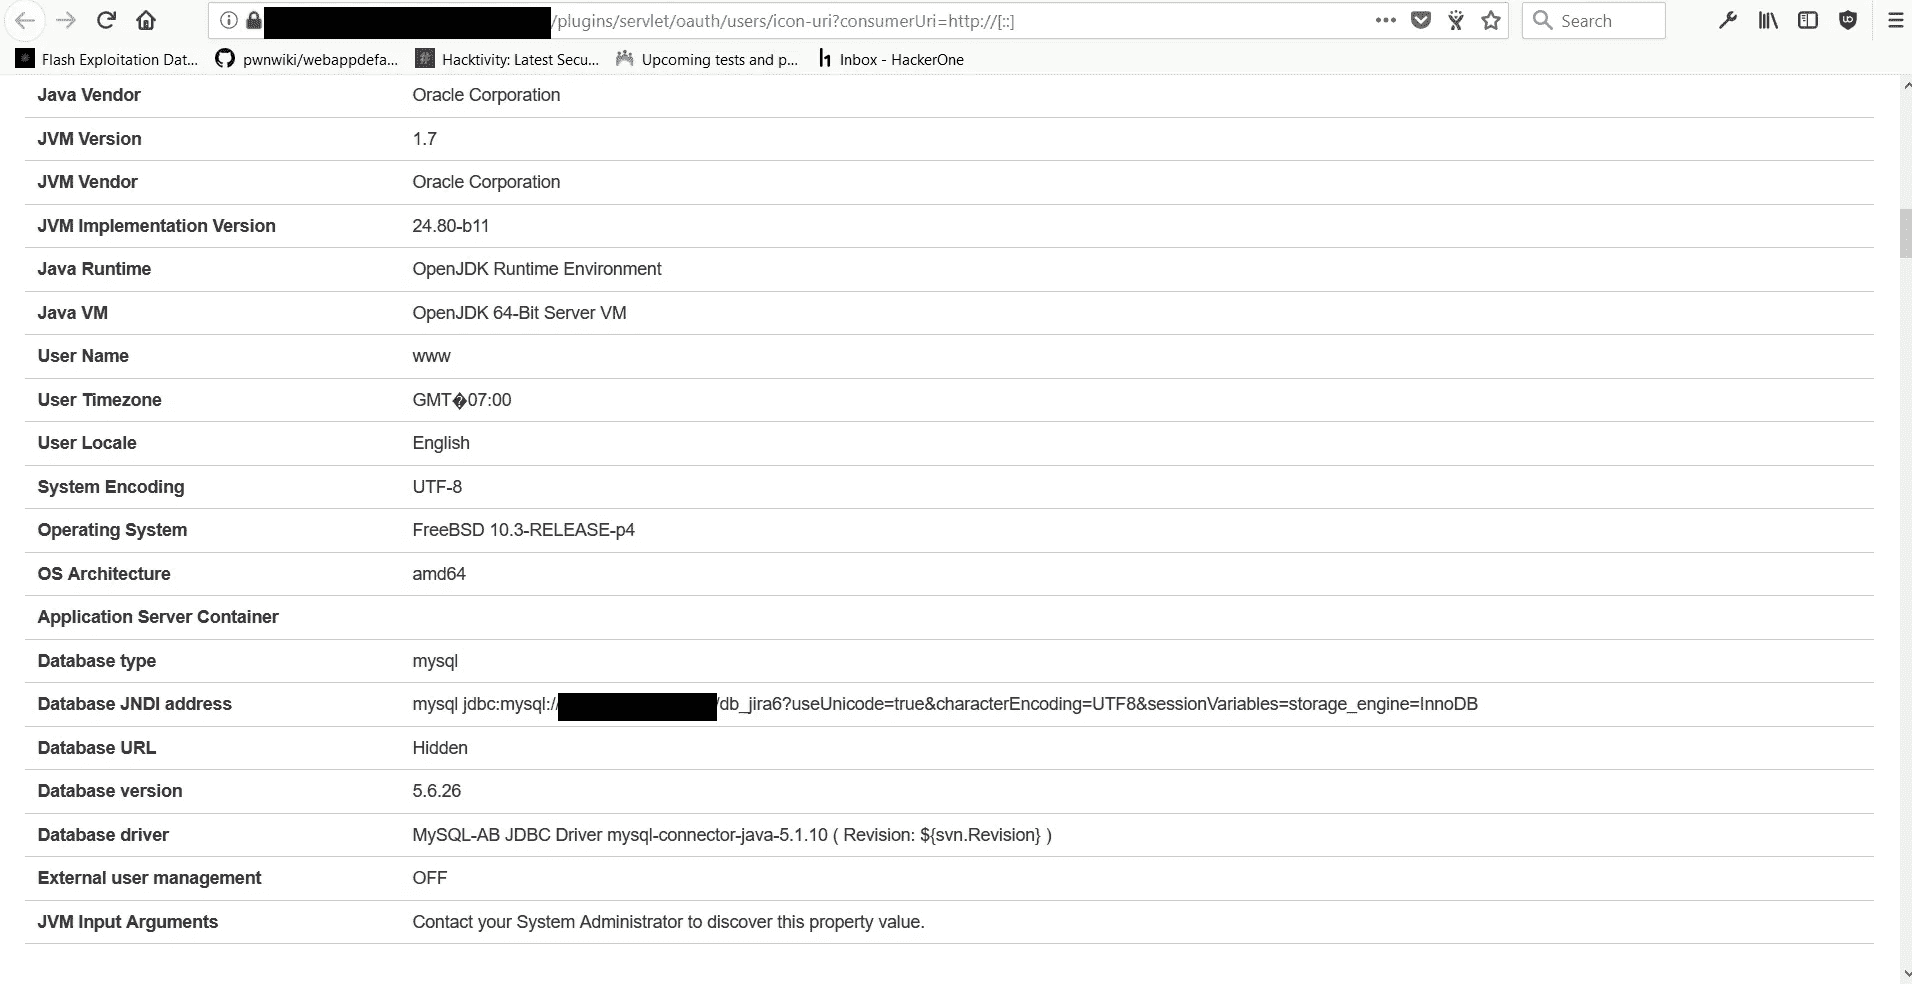 /plugins/servlet/oauth/users/icon-uri?consumerUri=http://[::]
Search
Flash Exploitation Dat...
pwnwiki/webappdefa...
Hacktivity: Latest Secu...
Upcoming tests and p...
Inbox - HackerOne
Java Vendor Oracle Corporation
JVM Version 1.7
JVM Vendor Oracle Corporation
JVM Implementation Version 24.80-b11
Java Runtime OpenJDK Runtime Environment
Java VM OpenJDK 64-Bit Server VM
User Name www
User Timezone GMT�07:00
User Locale English
System Encoding UTF-8
Operating System FreeBSD 10.3-RELEASE-p4
OS Architecture amd64
Application Server Container
Database type mysql
Database JNDI address mysql jdbc:mysql:// /db_jira6?useUnicode=true&characterEncoding=UTF8&sessionVariables=storage_engine=InnoDB
Database URL Hidden
Database version 5.6.26
Database driver MySQL-AB JDBC Driver mysql-connector-java-5.1.10 ( Revision: ${svn.Revision} )
External user management OFF
JVM Input Arguments Contact your System Administrator to discover this property value.